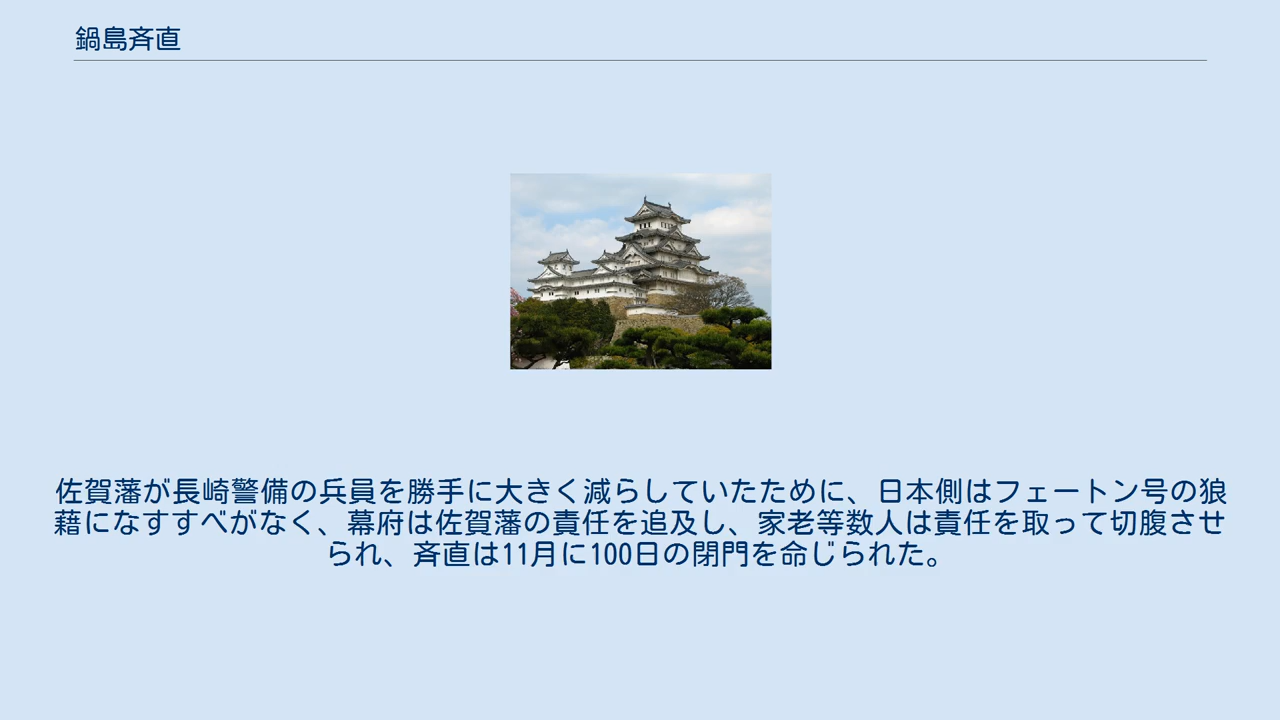 鍋島斉直
佐賀藩が長崎警備の兵員を勝手に大きく減らしていたために、日本側はフェートン号の狼
藉になすすべがなく、幕府は佐賀藩の責任を追及し、家老等数人は責任を取って切腹させ
られ、斉直は11月に100日の閉門を命じられた。